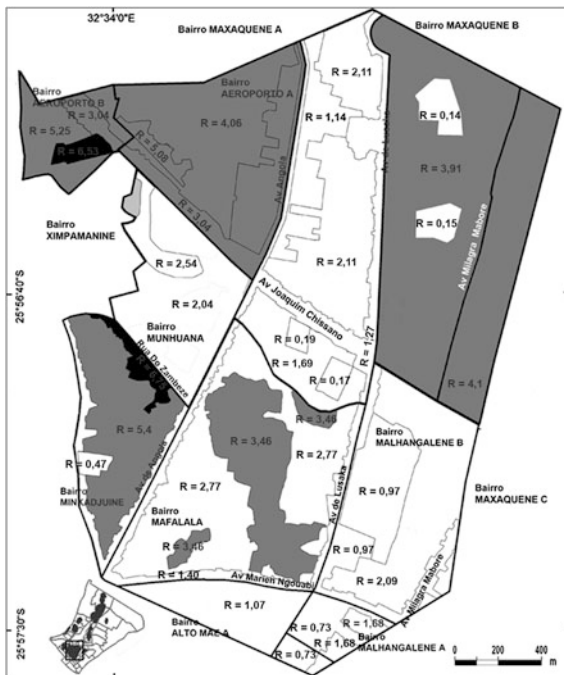 32°34'0"E
Bairro MAXAQUENE A
Bairro MAXAQUENE B
Bairro
AEROPORTO B
R = 3,04
R = 5,25
R = 6,53
Bairro
AEROPORTO A
R = 4,06
R = 5,08
R = 3,04
Av Angola
R = 2,11
R = 1,14
R = 2,11
R = 0,14
R = 3,91
R = 0,15
Av Milagra Mabore
R = 4,1
Bairro
XIMPAMANINE
R = 2,54
R = 2,04
Bairro
MUNHUANA
Rua Do Zambeze
25°56'40"S
Av Joaquim Chissano
R = 1,27
R = 0,19
R = 1,69
R = 0,17
R = 5,4
R = 0,47
Bairro
MINKADJUINE
Av de Angola
R = 3,46
R = 3,46
R = 2,77
R = 2,77
Bairro
MAFALALA
R = 3,46
R = 1,40
Av Marien Ngouabi
Av de Lusaka
Bairro
MALHANGALENE B
R = 0,97
R = 0,97
R = 2,09
Bairro
MAXAQUENE C
Av Milagra Mabore
R = 1,07
Bairro
ALTO MAE A
R = 0,73
R = 1,68
R = 1,68
R = 0,73
Bairro
MALHANGALENE A
25°57'30"S
0 200 400
m